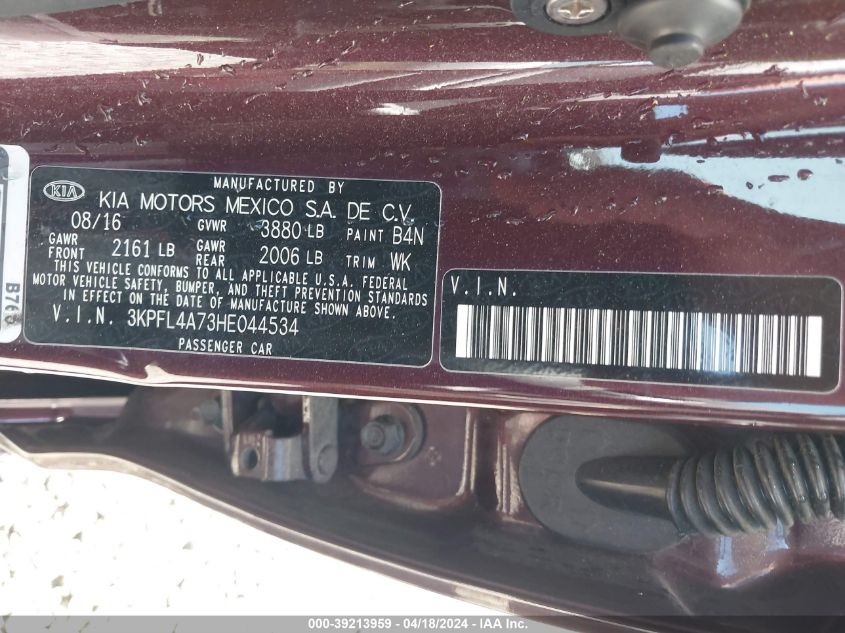 MANUFACTURED BY
KIA KIA MOTORS MEXICO S.A. DE C.V.
08/16 GVWR 3880 LB PAINT B4N
GAWR FRONT 2161 LB GAWR REAR 2006 LB TRIM WK
THIS VEHICLE CONFORMS TO ALL APPLICABLE U.S.A. FEDERAL
MOTOR VEHICLE SAFETY, BUMPER, AND THEFT PREVENTION STANDARDS
IN EFFECT ON THE DATE OF MANUFACTURE SHOWN ABOVE.
V.I.N. 3KPFL4A73HE044534
PASSENGER CAR
V.I.N.
000-39213959 - 04/18/2024 - IAA Inc.